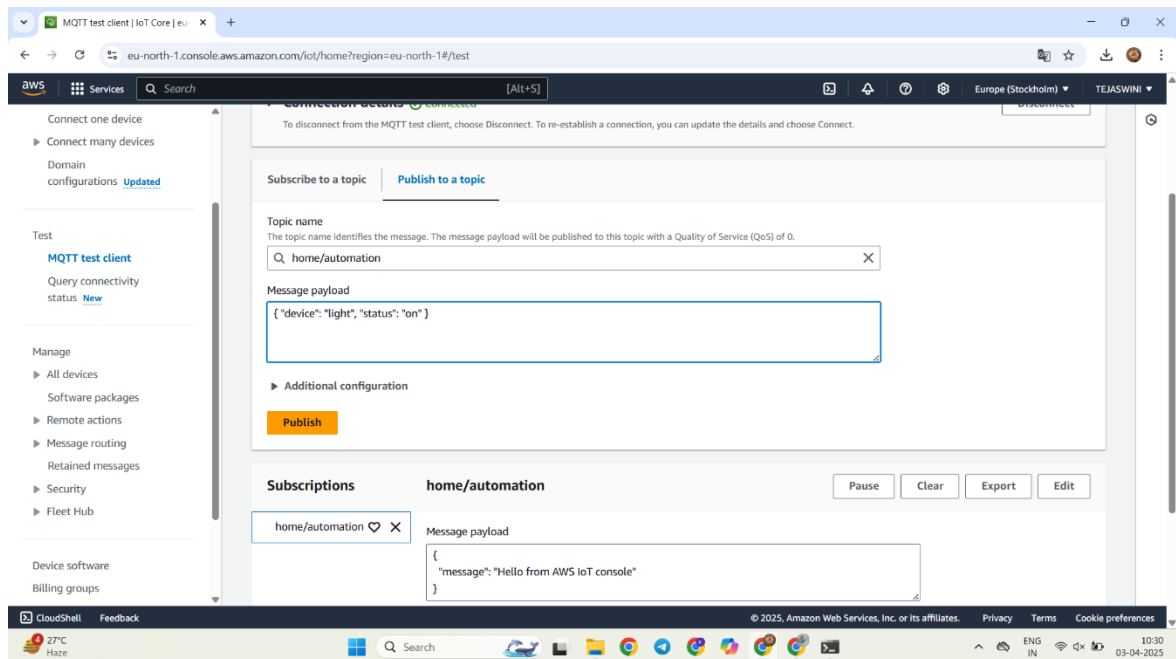 MQTT test client | IoT Core | eu-
eu-north-1.console.aws.amazon.com/iot/home?region=eu-north-1#/test
aws
Services
Search
[Alt+S]
Europe (Stockholm)
TEJASWINI
Connect one device
Connect many devices
Domain
configurations Updated
Test
MQTT test client
Query connectivity
status New
Manage
All devices
Software packages
Remote actions
Message routing
Retained messages
Security
Fleet Hub
Device software
Billing groups
Connection details Connected
Disconnect
To disconnect from the MQTT test client, choose Disconnect. To re-establish a connection, you can update the details and choose Connect.
Subscribe to a topic
Publish to a topic
Topic name
The topic name identifies the message. The message payload will be published to this topic with a Quality of Service (QoS) of 0.
home/automation
Message payload
{ "device": "light", "status": "on" }
Additional configuration
Publish
Subscriptions
home/automation
Pause
Clear
Export
Edit
home/automation
Message payload
{
"message": "Hello from AWS IoT console"
}
CloudShell
Feedback
© 2025, Amazon Web Services, Inc. or its affiliates.
Privacy
Terms
Cookie preferences
4
27°C
Haze
Search
ENG
IN
10:30
03-04-2025